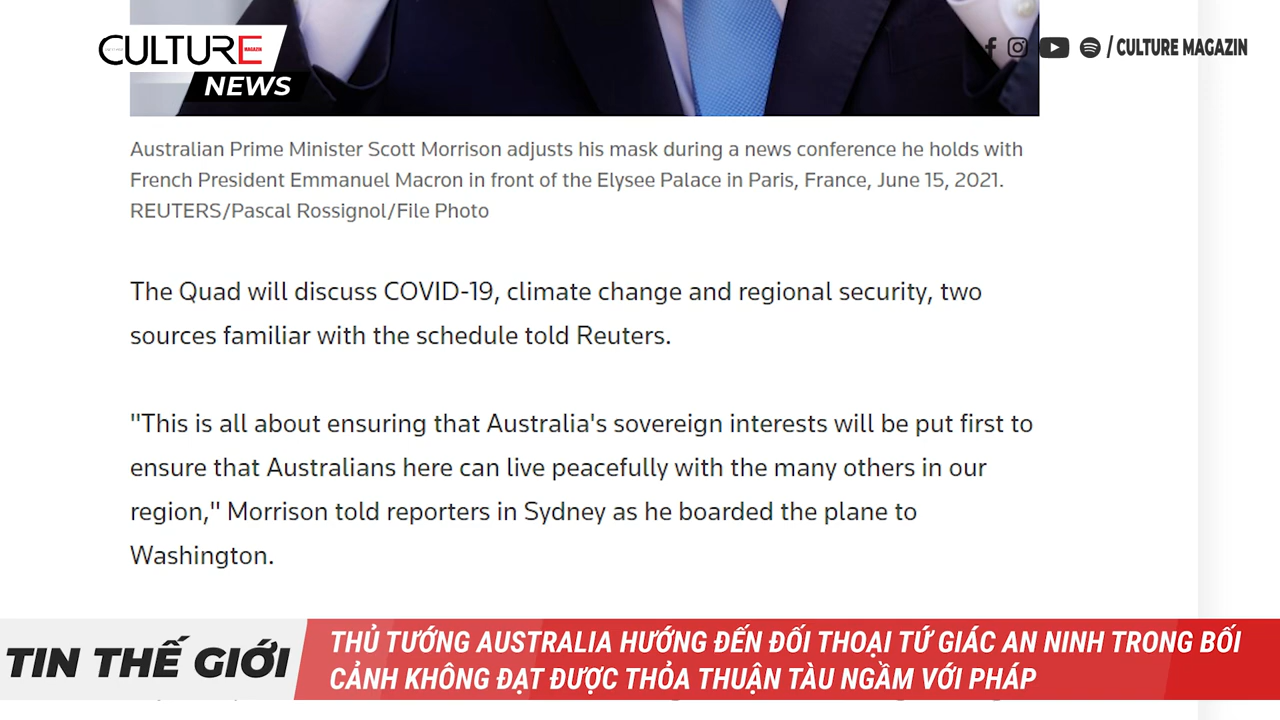 CULTURE MAGAZIN
NEWS
/ CULTURE MAGAZIN
Australian Prime Minister Scott Morrison adjusts his mask during a news conference he holds with
French President Emmanuel Macron in front of the Elysee Palace in Paris, France, June 15, 2021.
REUTERS/Pascal Rossignol/File Photo
The Quad will discuss COVID-19, climate change and regional security, two
sources familiar with the schedule told Reuters.
"This is all about ensuring that Australia's sovereign interests will be put first to
ensure that Australians here can live peacefully with the many others in our
region," Morrison told reporters in Sydney as he boarded the plane to
Washington.
TIN THẾ GIỚI
THỦ TƯỚNG AUSTRALIA HƯỚNG ĐẾN ĐỐI THOẠI TỨ GIÁC AN NINH TRONG BỐI
CẢNH KHÔNG ĐẠT ĐƯỢC THỎA THUẬN TÀU NGẦM VỚI PHÁP